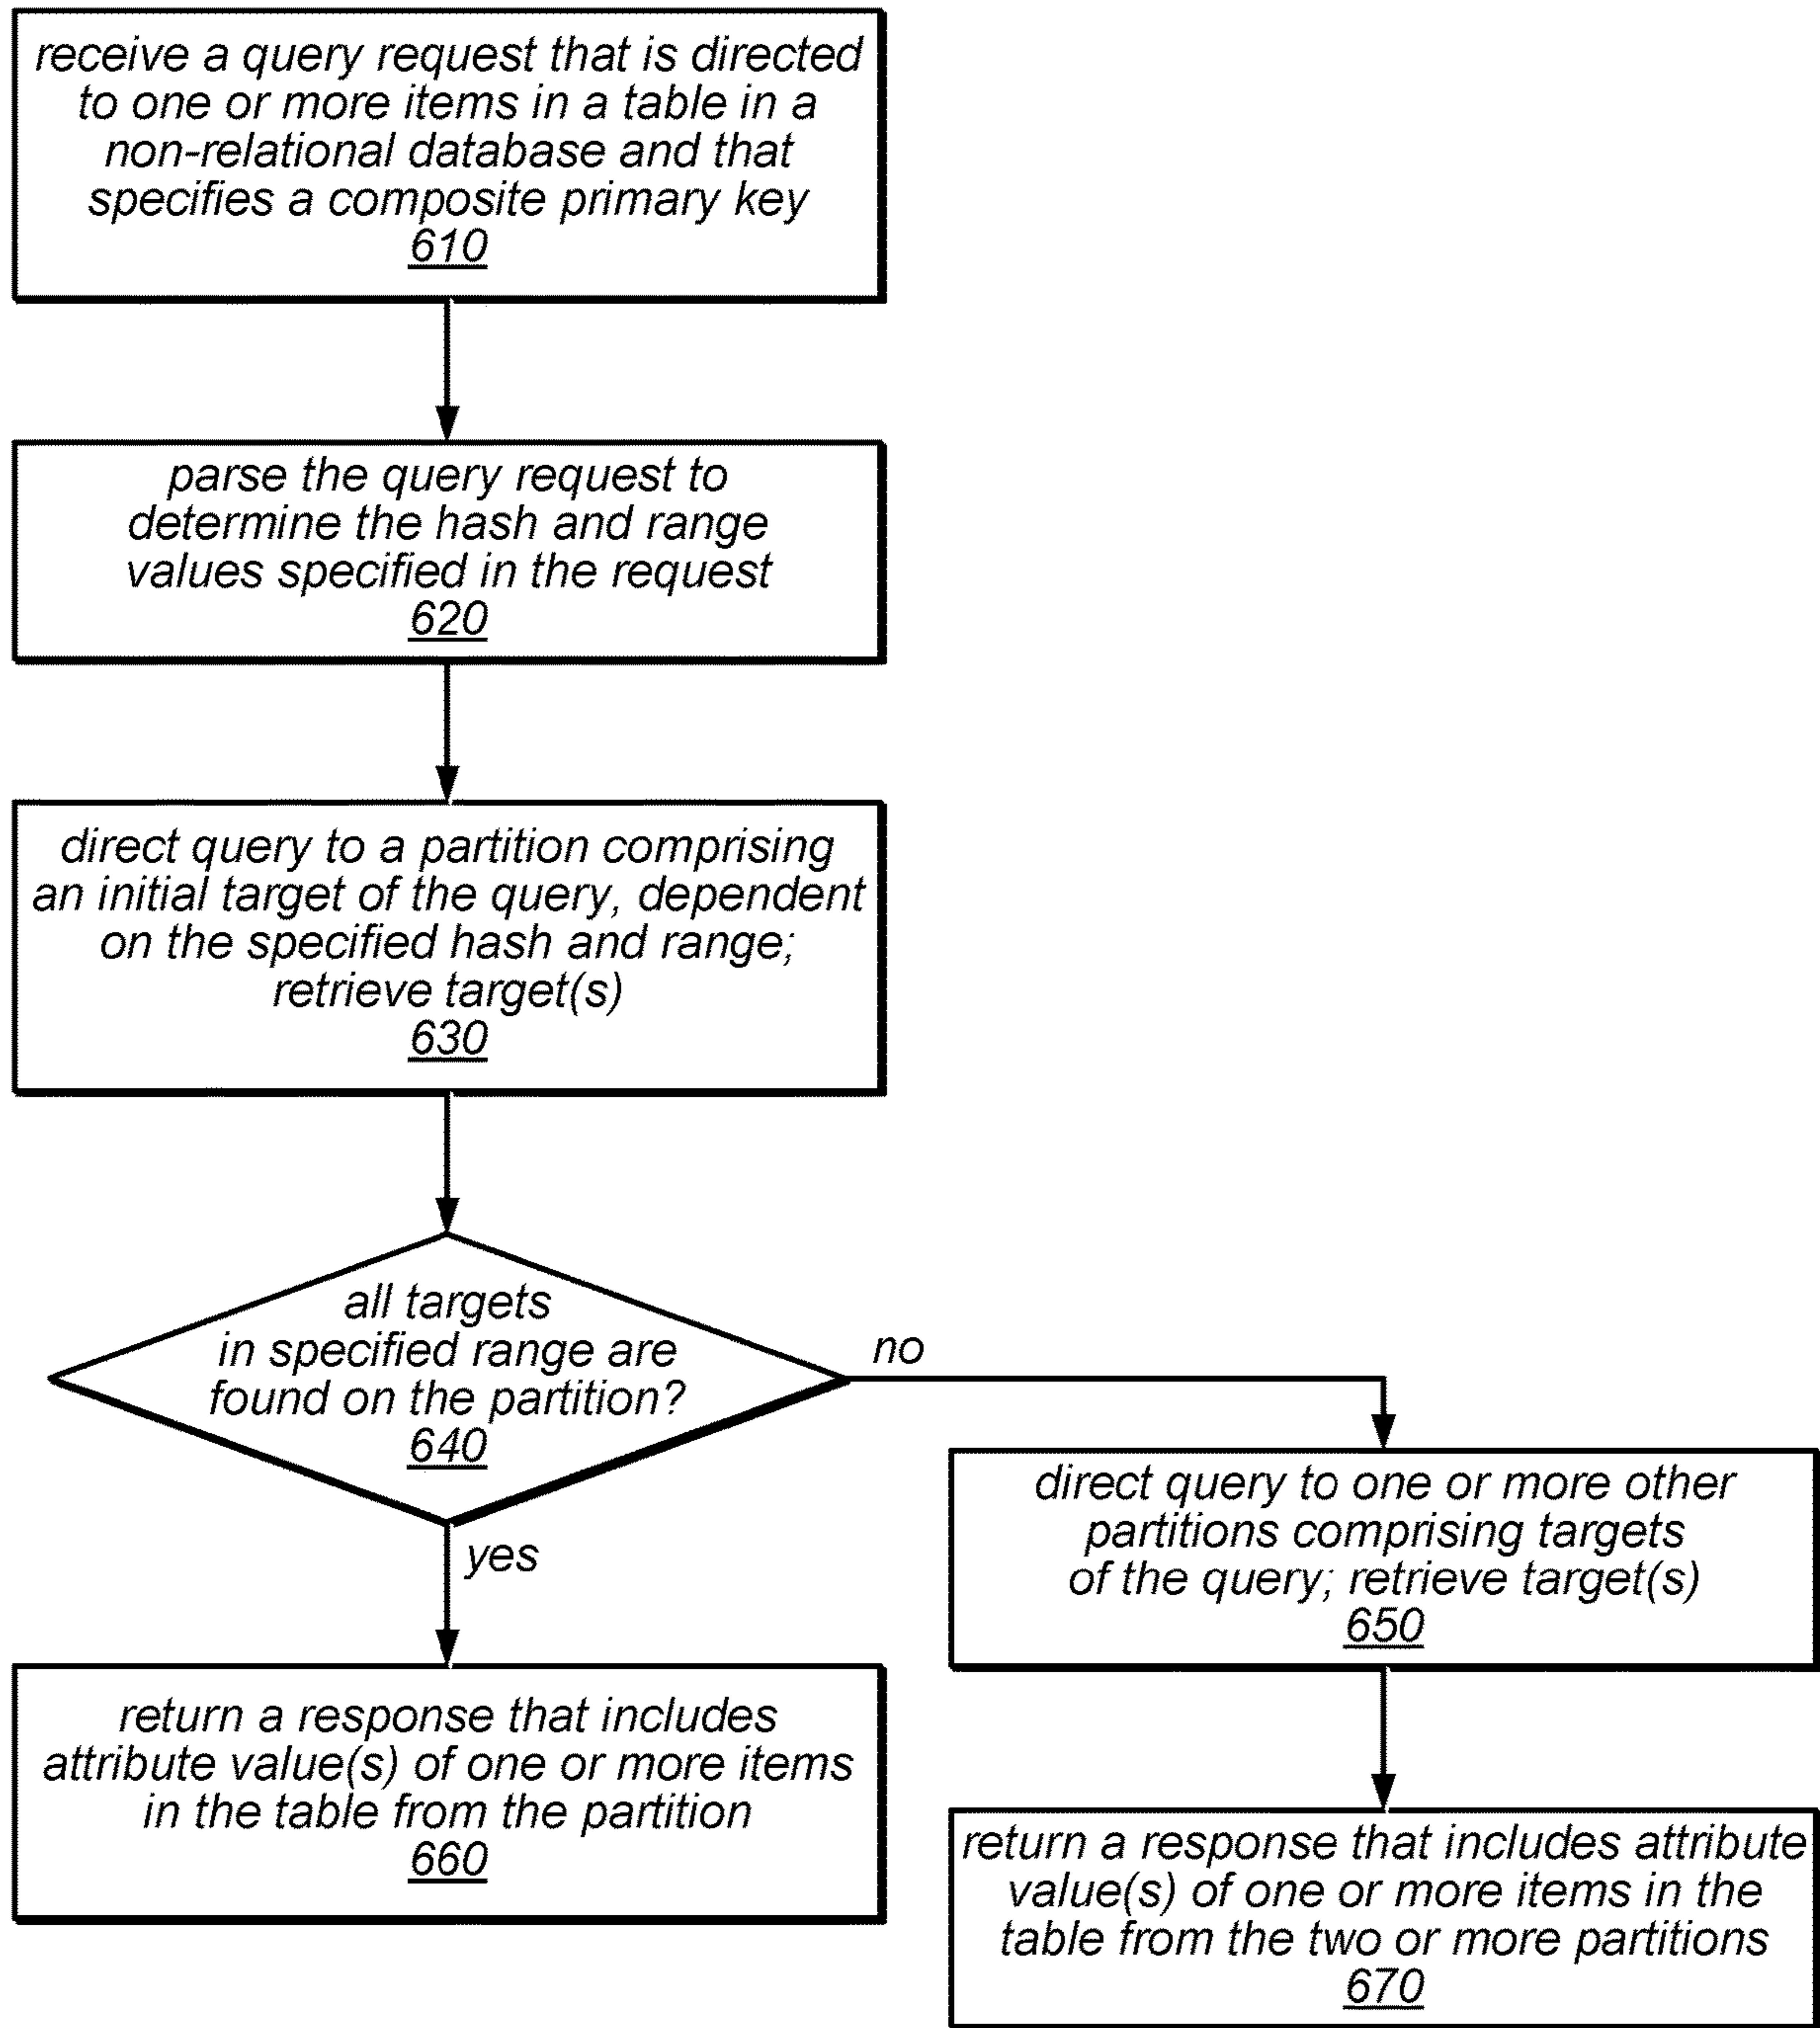 receive a query request that is directed
to one or more items in a table in a
non-relational database and that
specifies a composite primary key
610
parse the query request to
determine the hash and range
values specified in the request
620
direct query to a partition comprising
an initial target of the query, dependent
on the specified hash and range;
retrieve target(s)
630
all targets
in specified range are
found on the partition?
640
no
yes
direct query to one or more other
partitions comprising targets
of the query; retrieve target(s)
650
return a response that includes
attribute value(s) of one or more items
in the table from the partition
660
return a response that includes attribute
value(s) of one or more items in the
table from the two or more partitions
670